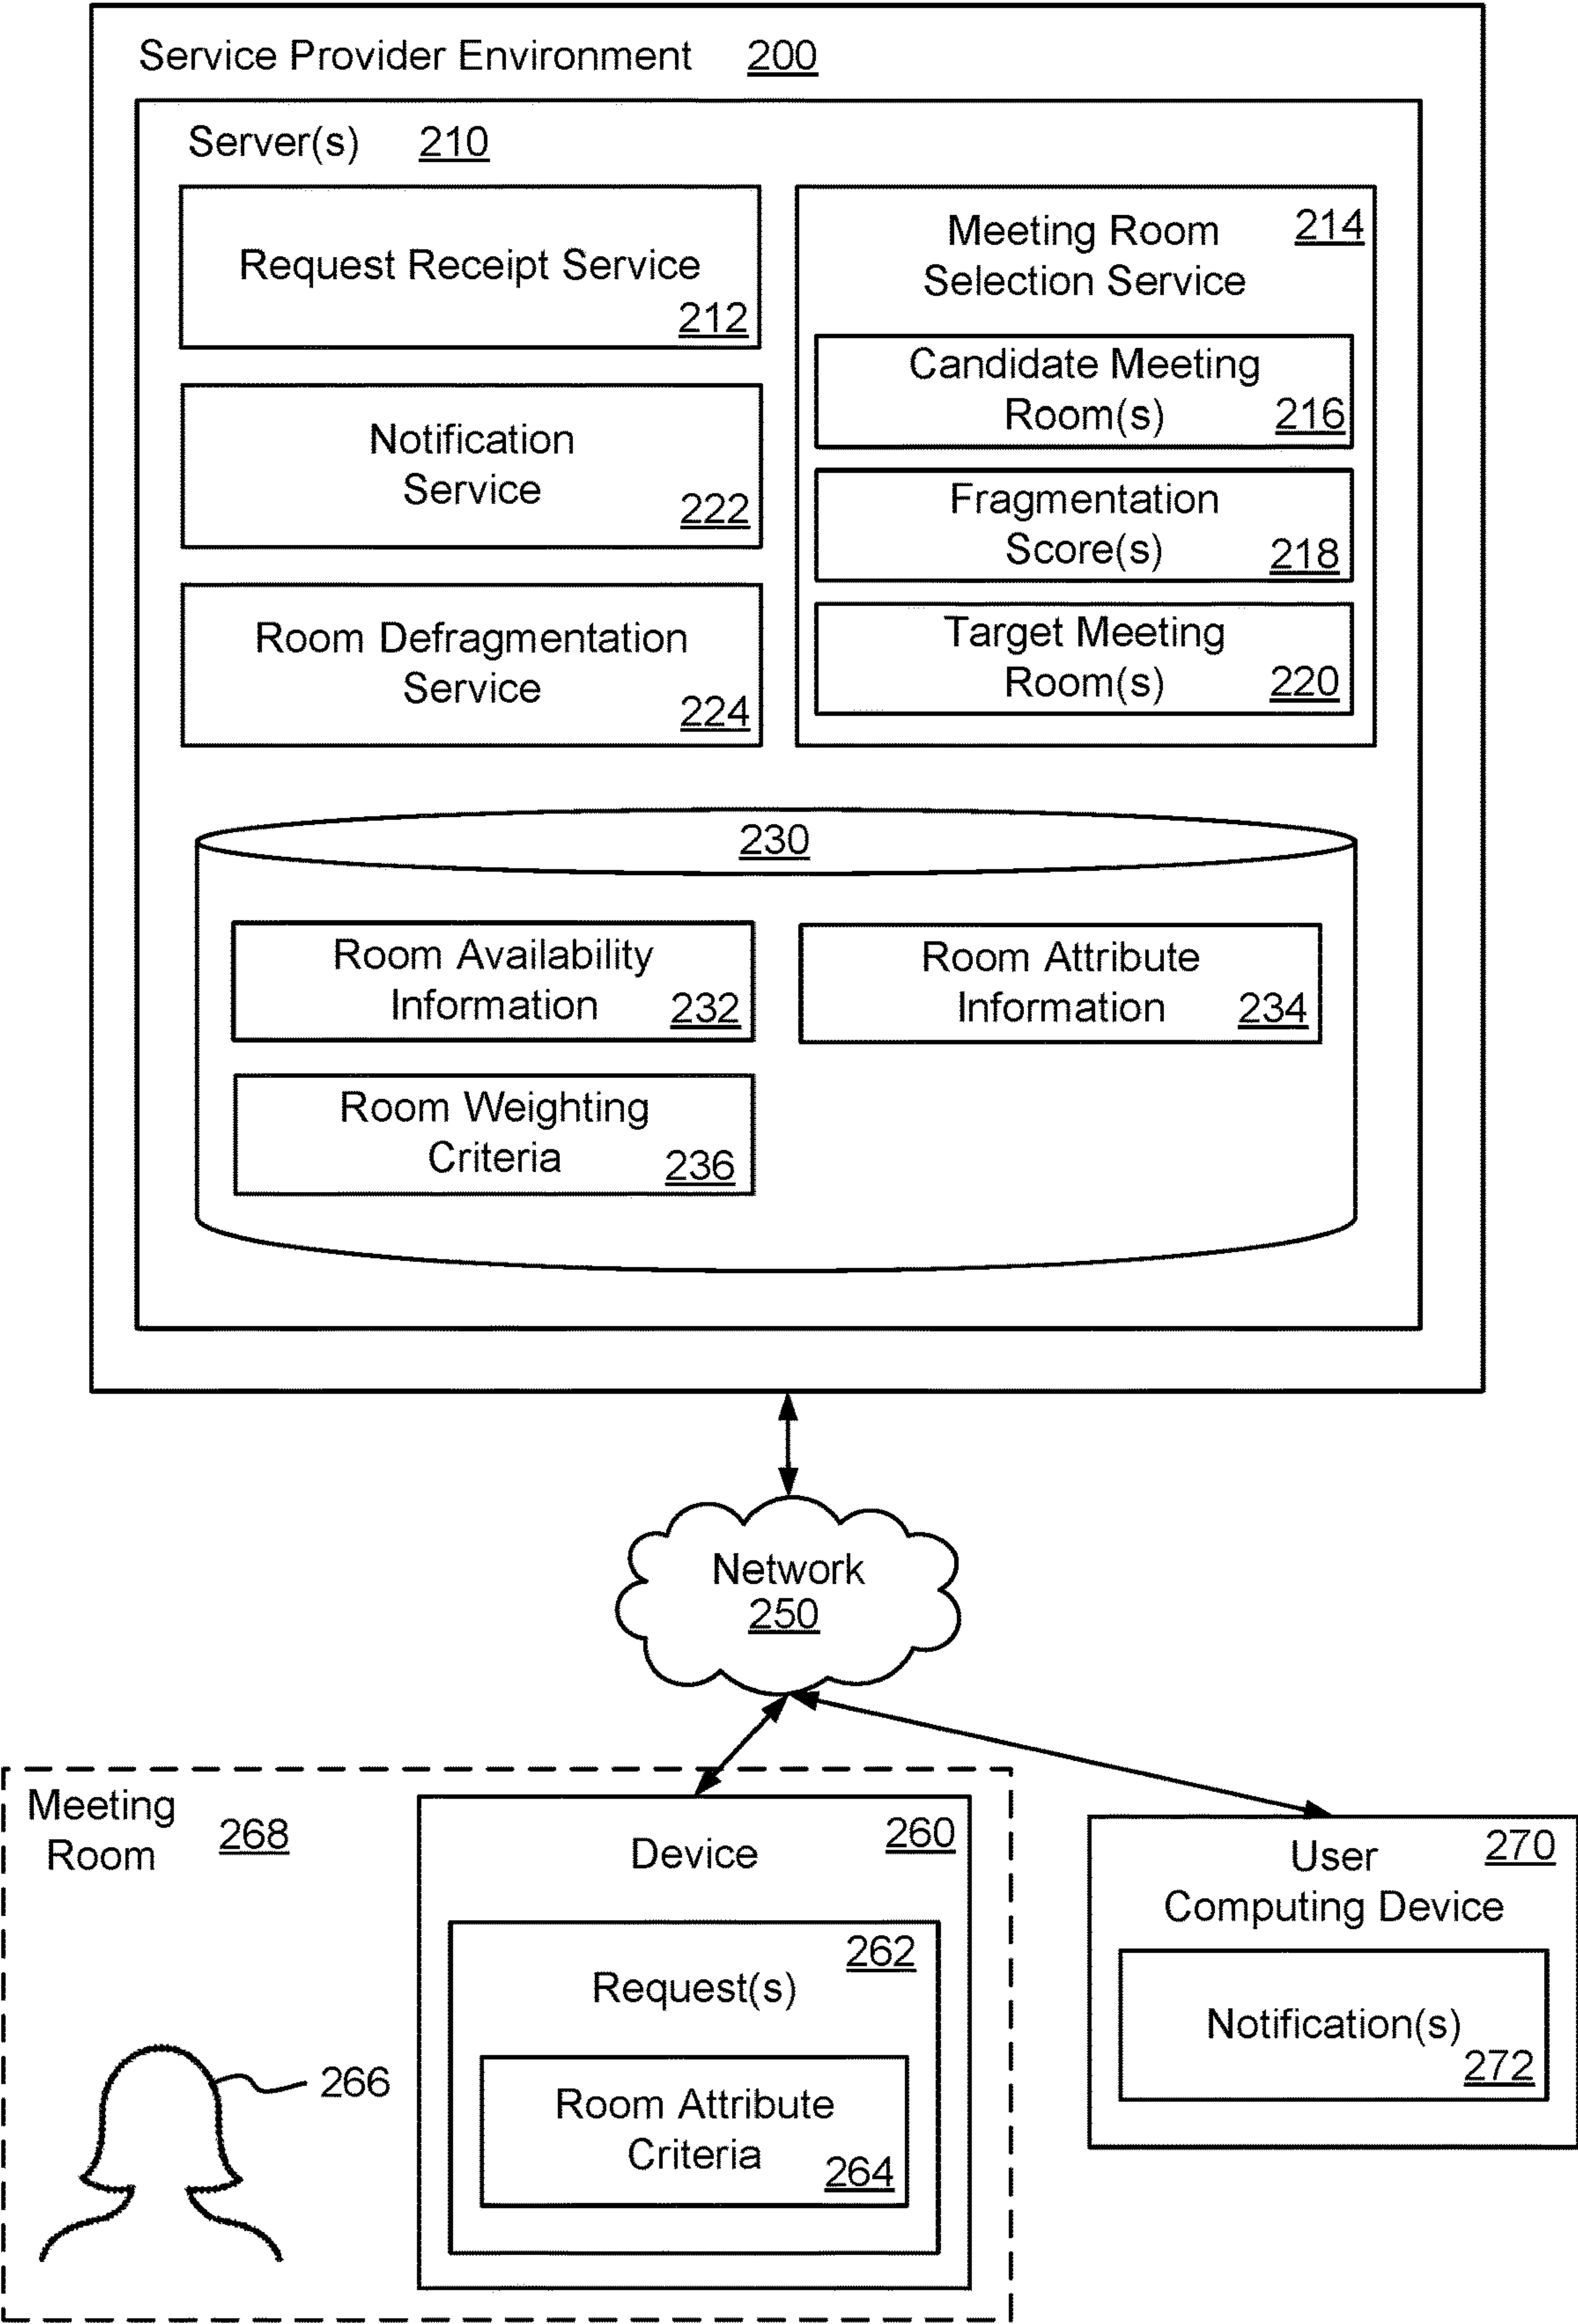 Service Provider Environment 200
Server(s) 210
Request Receipt Service
212
Notification
Service
222
Room Defragmentation
Service
224
Meeting Room 214
Selection Service
Candidate Meeting
Room(s) 216
Fragmentation
Score(s) 218
Target Meeting
Room(s) 220
230
Room Availability
Information 232
Room Attribute
Information 234
Room Weighting
Criteria 236
Network
250
Meeting
Room 268
266
Device 260
262
Request(s)
Room Attribute
Criteria 264
User 270
Computing Device
Notification(s)
272